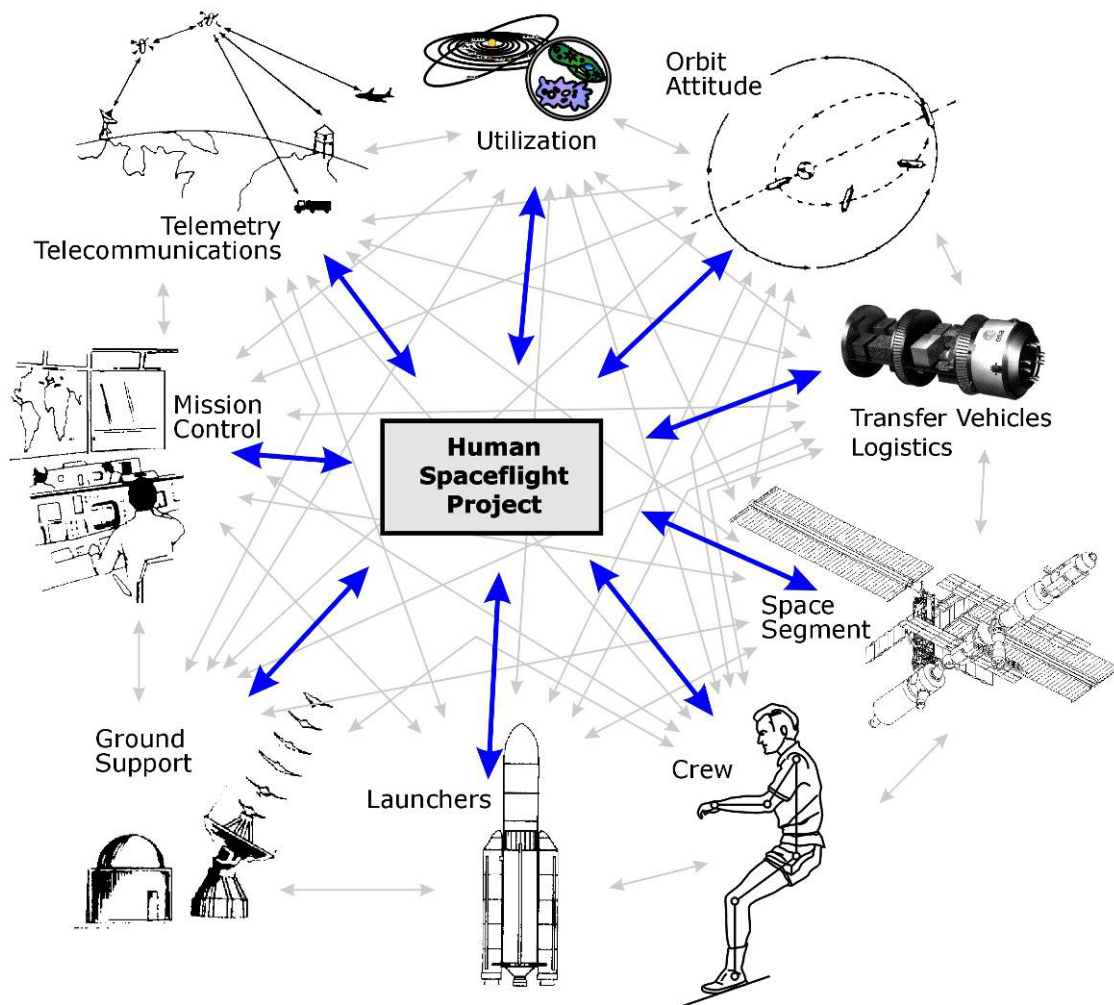 Utilization
Orbit
Attitude
Telemetry
Telecommunications
Transfer Vehicles
Logistics
Mission
Control
Human
Spaceflight
Project
Space
Segment
Ground
Support
Launchers
Crew